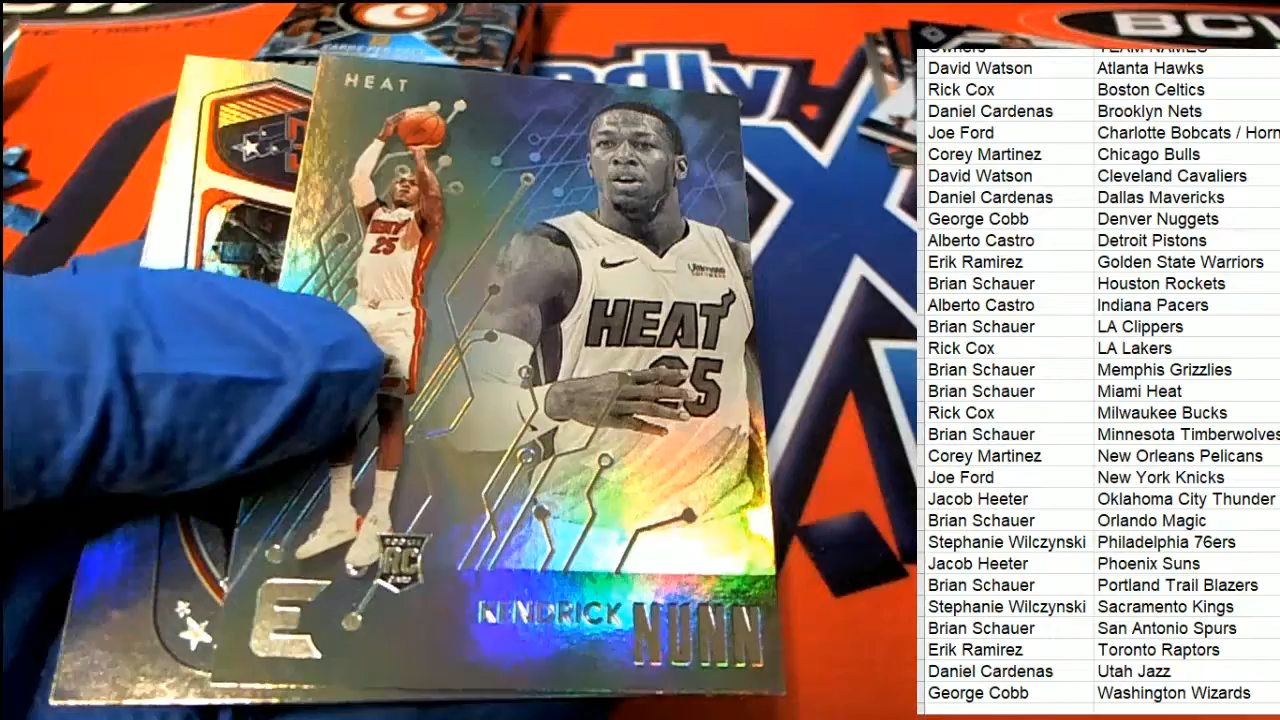 HEAT
HEAT
25
HEAT
25
RC
E
KENDRICK NUNN
BCW
Owners TEAM NAMES
David Watson Atlanta Hawks
Rick Cox Boston Celtics
Daniel Cardenas Brooklyn Nets
Joe Ford Charlotte Bobcats / Horn
Corey Martinez Chicago Bulls
David Watson Cleveland Cavaliers
Daniel Cardenas Dallas Mavericks
George Cobb Denver Nuggets
Alberto Castro Detroit Pistons
Erik Ramirez Golden State Warriors
Brian Schauer Houston Rockets
Alberto Castro Indiana Pacers
Brian Schauer LA Clippers
Rick Cox LA Lakers
Brian Schauer Memphis Grizzlies
Brian Schauer Miami Heat
Rick Cox Milwaukee Bucks
Brian Schauer Minnesota Timberwolves
Corey Martinez New Orleans Pelicans
Joe Ford New York Knicks
Jacob Heeter Oklahoma City Thunder
Brian Schauer Orlando Magic
Stephanie Wilczynski Philadelphia 76ers
Jacob Heeter Phoenix Suns
Brian Schauer Portland Trail Blazers
Stephanie Wilczynski Sacramento Kings
Brian Schauer San Antonio Spurs
Erik Ramirez Toronto Raptors
Daniel Cardenas Utah Jazz
George Cobb Washington Wizards